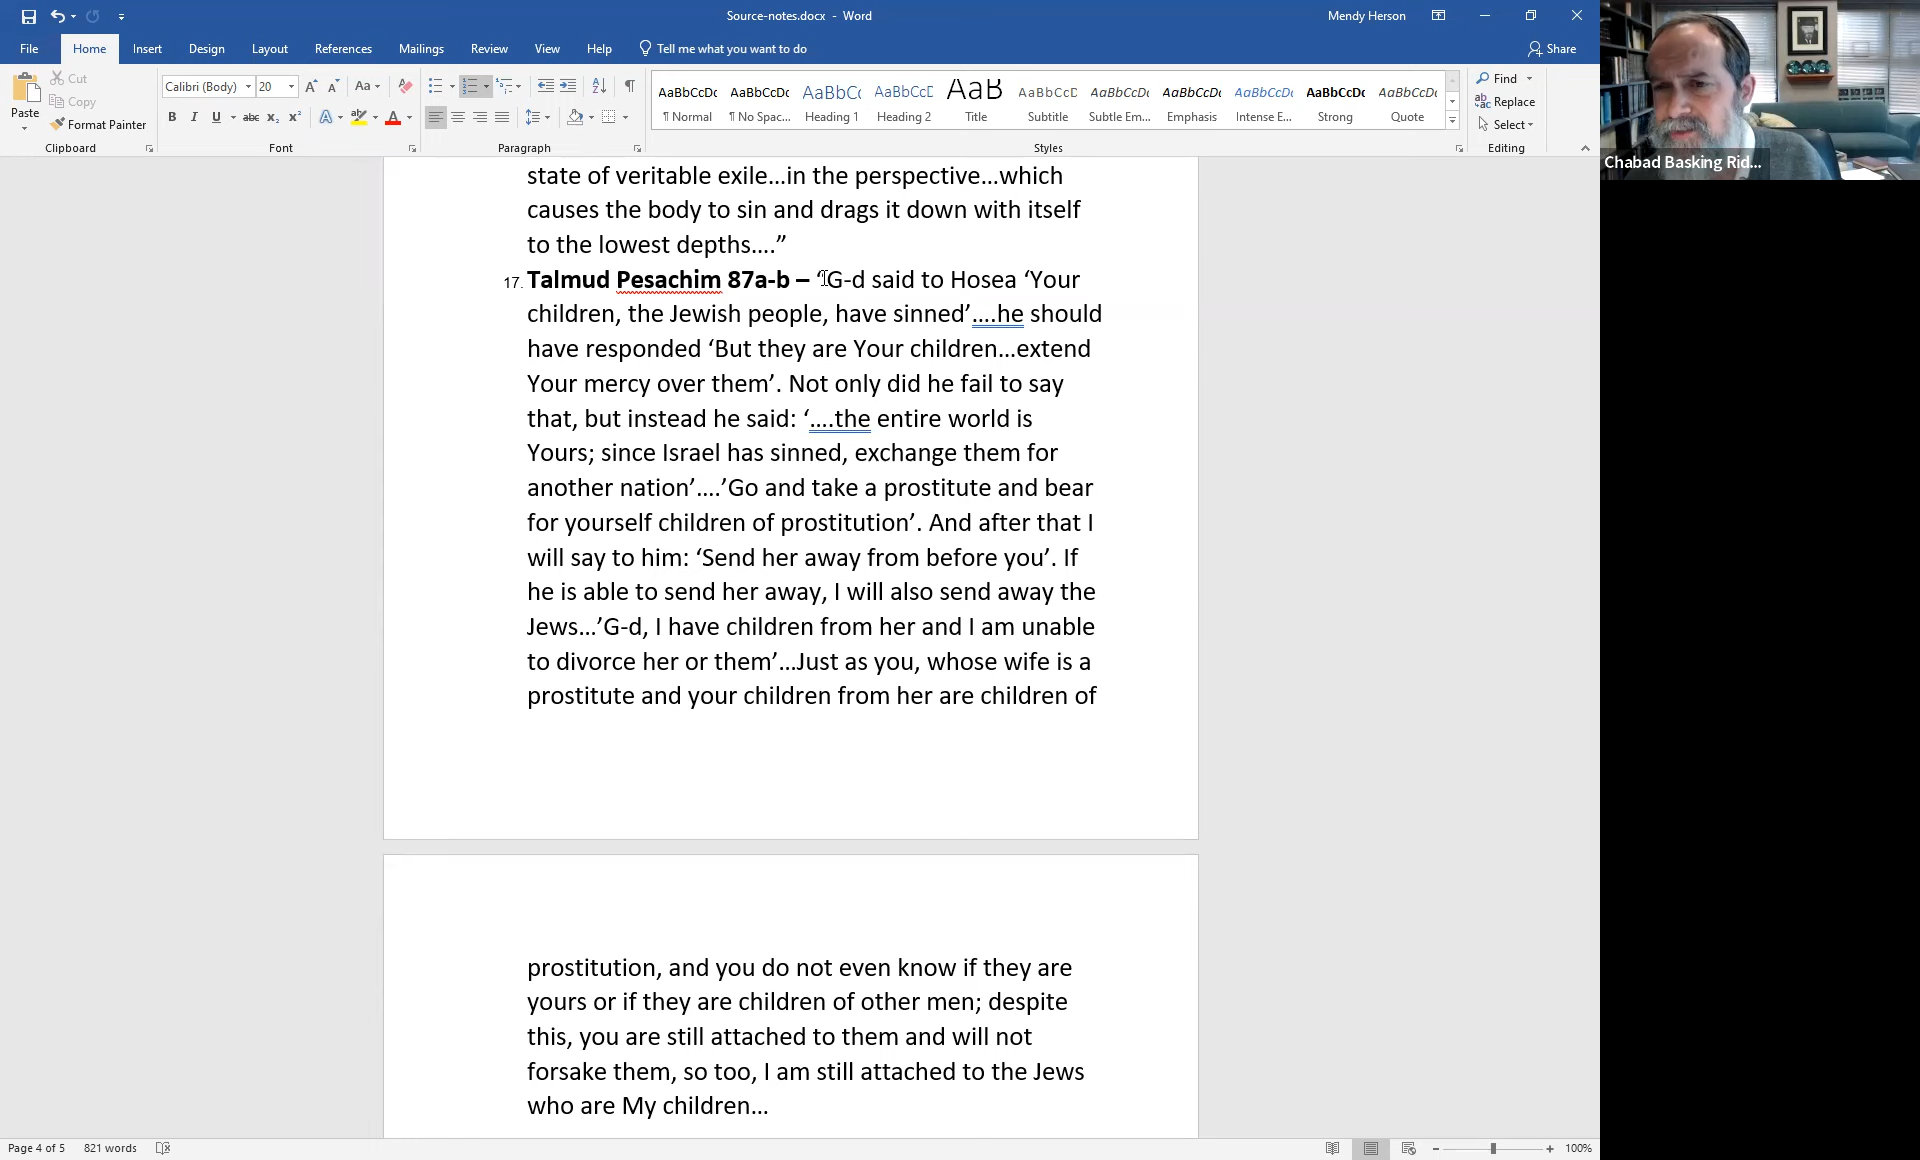 Source-notes.docx - Word
Mendy Herson
File Home Insert Design Layout References Mailings Review View Help Tell me what you want to do
Share
Paste
Cut
Copy
Format Painter
Clipboard
Calibri (Body) 20
Aa
B I U abc X₂ X² A A
Font
Paragraph
AaBbCcDc AaBbCcDc AaBbCc AaBbCcD AaB AaBbCcD AaBbCcDc AaBbCcDc AaBbCcDc AaBbCcDc AaBbCcDc
¶ Normal ¶ No Spac... Heading 1 Heading 2 Title Subtitle Subtle Em... Emphasis Intense E... Strong Quote
Styles
Find
Replace
Select
Editing
Chabad Basking Rid...
state of veritable exile…in the perspective…which
causes the body to sin and drags it down with itself
to the lowest depths….”
17. Talmud Pesachim 87a-b – “G-d said to Hosea ‘Your
children, the Jewish people, have sinned’….he should
have responded ‘But they are Your children…extend
Your mercy over them’. Not only did he fail to say
that, but instead he said: ‘….the entire world is
Yours; since Israel has sinned, exchange them for
another nation’….’Go and take a prostitute and bear
for yourself children of prostitution’. And after that I
will say to him: ‘Send her away from before you’. If
he is able to send her away, I will also send away the
Jews…’G-d, I have children from her and I am unable
to divorce her or them’…Just as you, whose wife is a
prostitute and your children from her are children of
prostitution, and you do not even know if they are
yours or if they are children of other men; despite
this, you are still attached to them and will not
forsake them, so too, I am still attached to the Jews
who are My children…
Page 4 of 5 821 words
100%